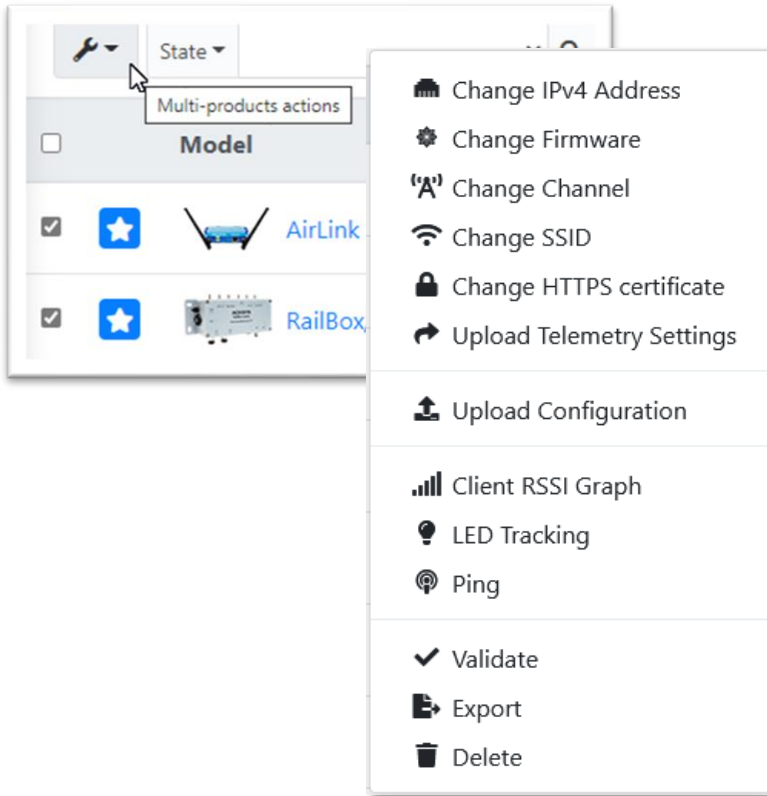 State
Multi-products actions
Model
AirLink
RailBox
Change IPv4 Address
Change Firmware
Change Channel
Change SSID
Change HTTPS certificate
Upload Telemetry Settings
Upload Configuration
Client RSSI Graph
LED Tracking
Ping
Validate
Export
Delete